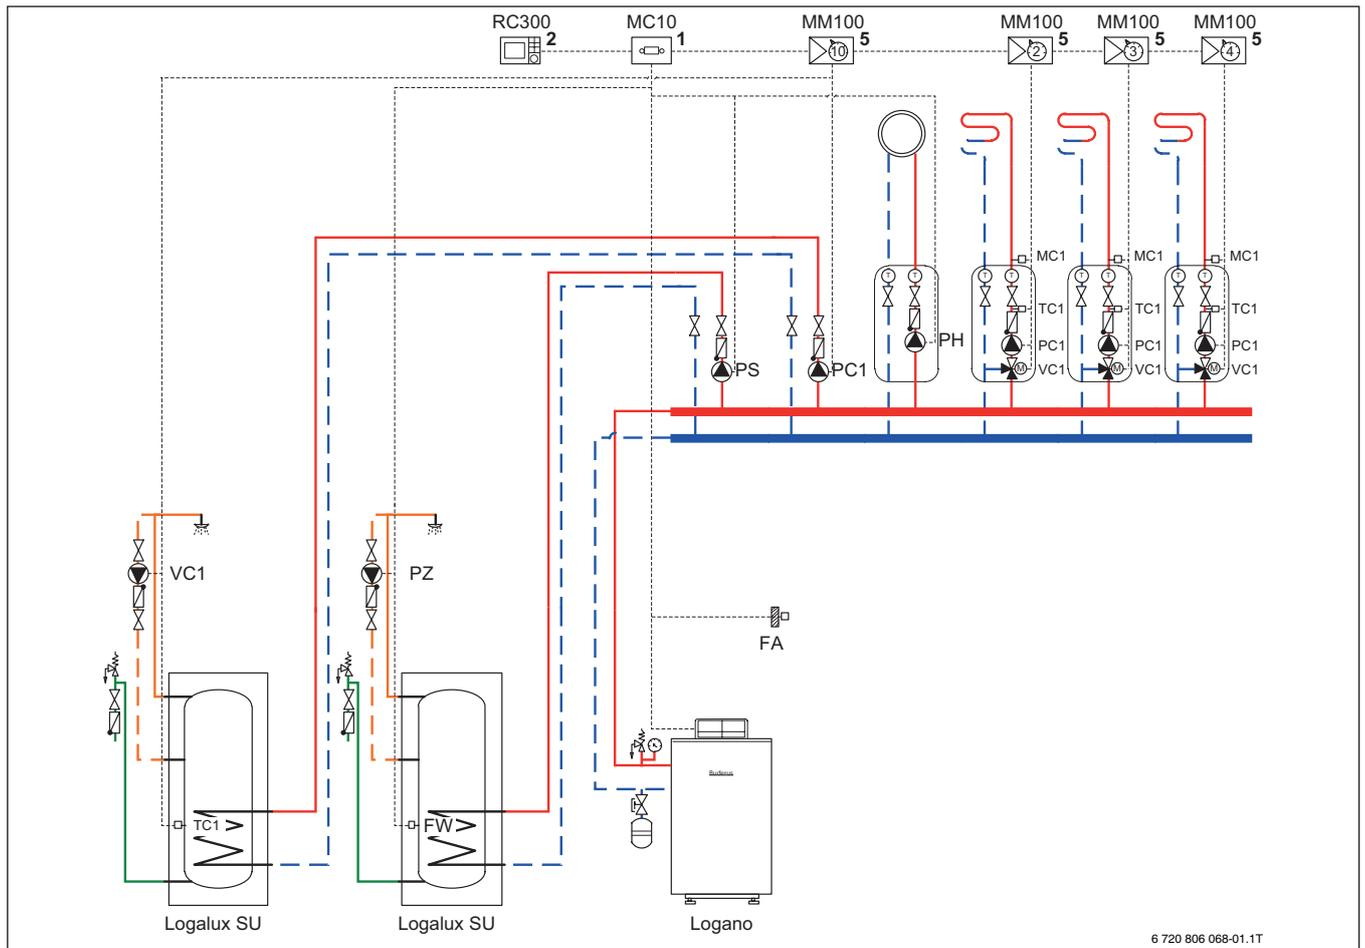 RC300 MC10 MM100 MM100 MM100 MM100
2 1 5 5 5 5
10 2 3 4
MC1 MC1 MC1
T T T T T T T T
TC1 TC1 TC1
PH PC1 PC1 PC1
PS PC1 M VC1 M VC1 M VC1
VC1 PZ
FA
Buderus
TC1 FW
Logalux SU Logalux SU Logano
6 720 806 068-01.1T